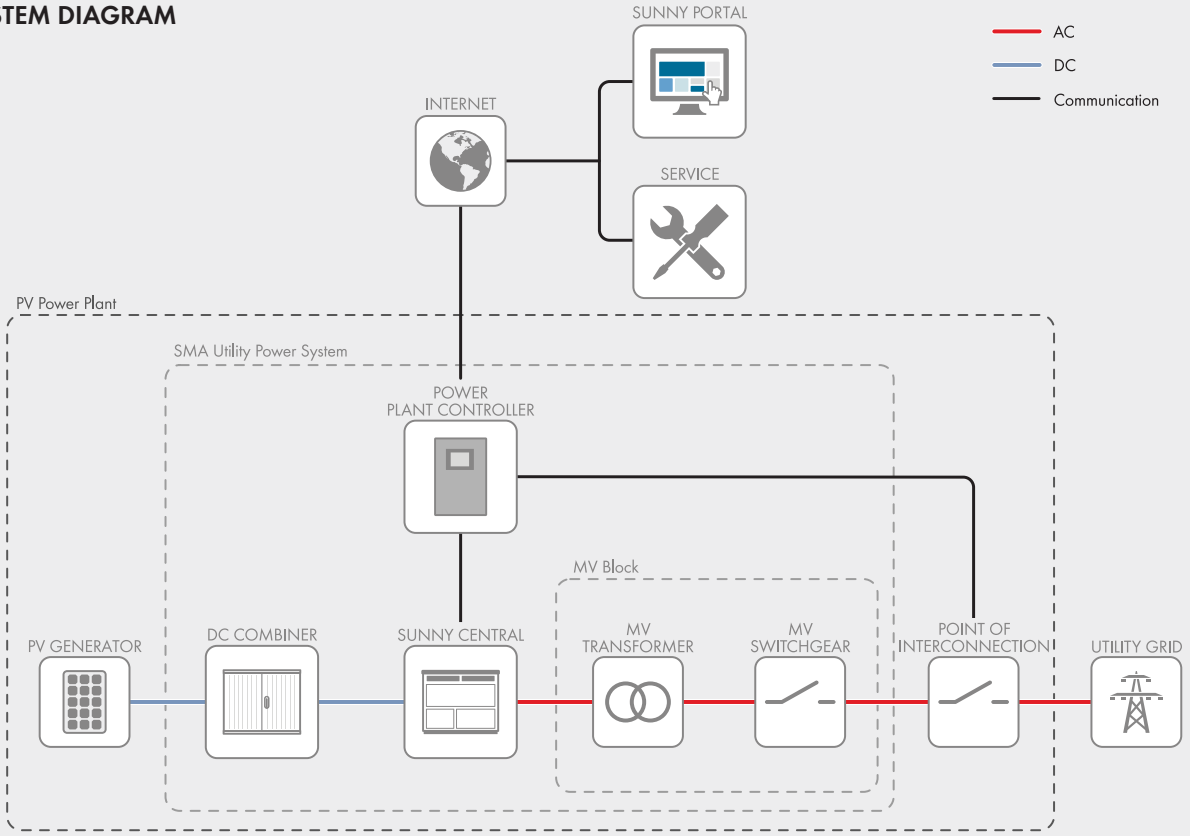 STEM DIAGRAM
SUNNY PORTAL
AC
DC
Communication
INTERNET
SERVICE
PV Power Plant
SMA Utility Power System
POWER
PLANT CONTROLLER
MV Block
PV GENERATOR
DC COMBINER
SUNNY CENTRAL
MV
TRANSFORMER
MV
SWITCHGEAR
POINT OF
INTERCONNECTION
UTILITY GRID